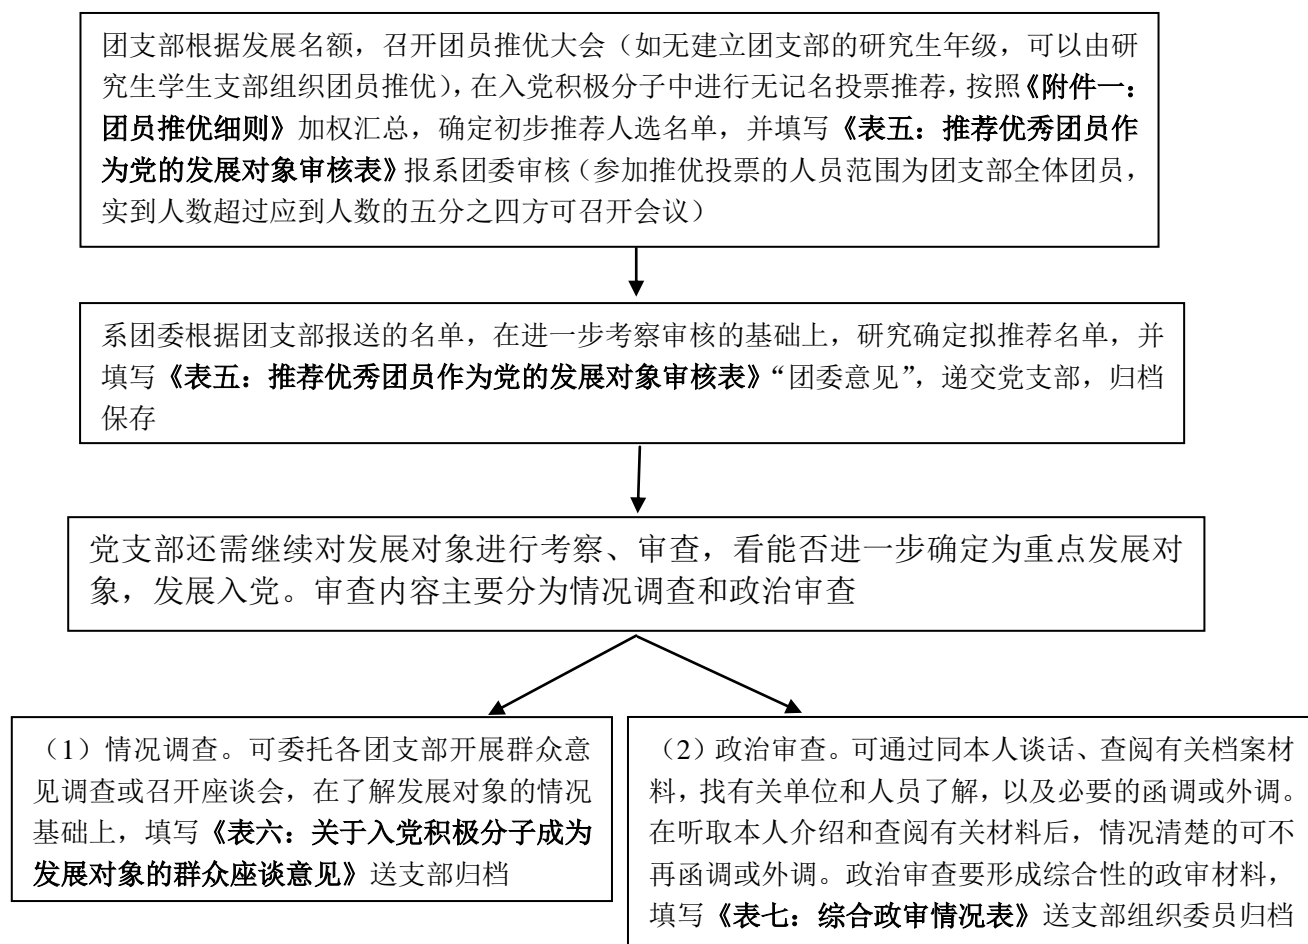 团支部根据发展名额，召开团员推优大会（如无建立团支部的研究生年级，可以由研
究生学生支部组织团员推优），在入党积极分子中进行无记名投票推荐，按照《附件一：
团员推优细则》加权汇总，确定初步推荐人选名单，并填写《表五：推荐优秀团员作
为党的发展对象审核表》报系团委审核（参加推优投票的人员范围为团支部全体团员，
实到人数超过应到人数的五分之四方可召开会议）
系团委根据团支部报送的名单，在进一步考察审核的基础上，研究确定拟推荐名单，并
填写《表五：推荐优秀团员作为党的发展对象审核表》“团委意见”，递交党支部，归档
保存
党支部还需继续对发展对象进行考察、审查，看能否进一步确定为重点发展对
象，发展入党。审查内容主要分为情况调查和政治审查
（1）情况调查。可委托各团支部开展群众意
见调查或召开座谈会，在了解发展对象的情况
基础上，填写《表六：关于入党积极分子成为
发展对象的群众座谈意见》送支部归档
（2）政治审查。可通过同本人谈话、查阅有关档案材
料，找有关单位和人员了解，以及必要的函调或外调。
在听取本人介绍和查阅有关材料后，情况清楚的可不
再函调或外调。政治审查要形成综合性的政审材料，
填写《表七：综合政审情况表》送支部组织委员归档